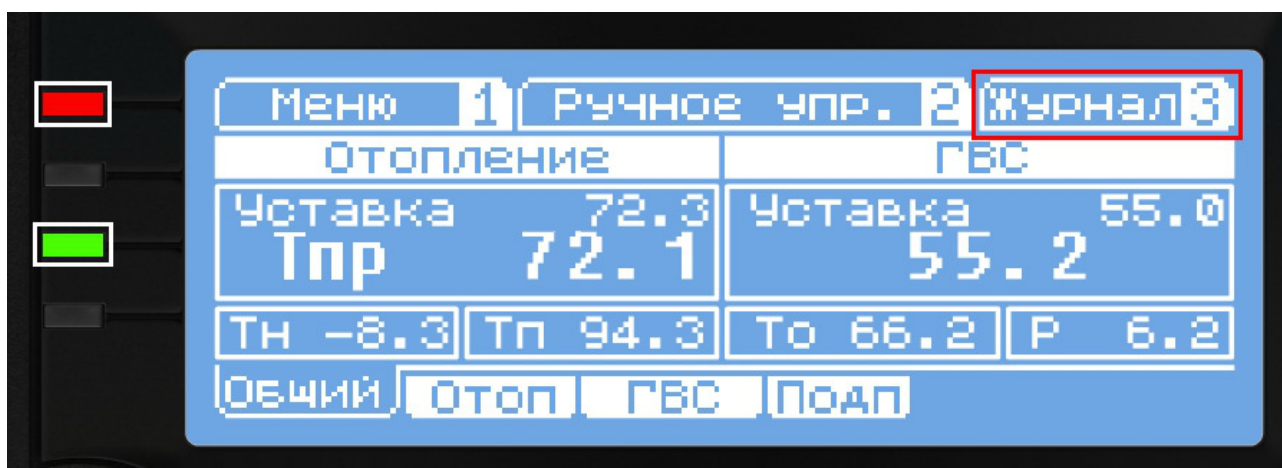 Меню 1 Ручное упр. 2 Журнал 3
Отопление ГВС
Уставка 72.3 Уставка 55.0
Тпр 72.1 55.2
Тн -8.3 Тп 94.3 То 66.2 Р 6.2
Общий Отоп ГВС Подп